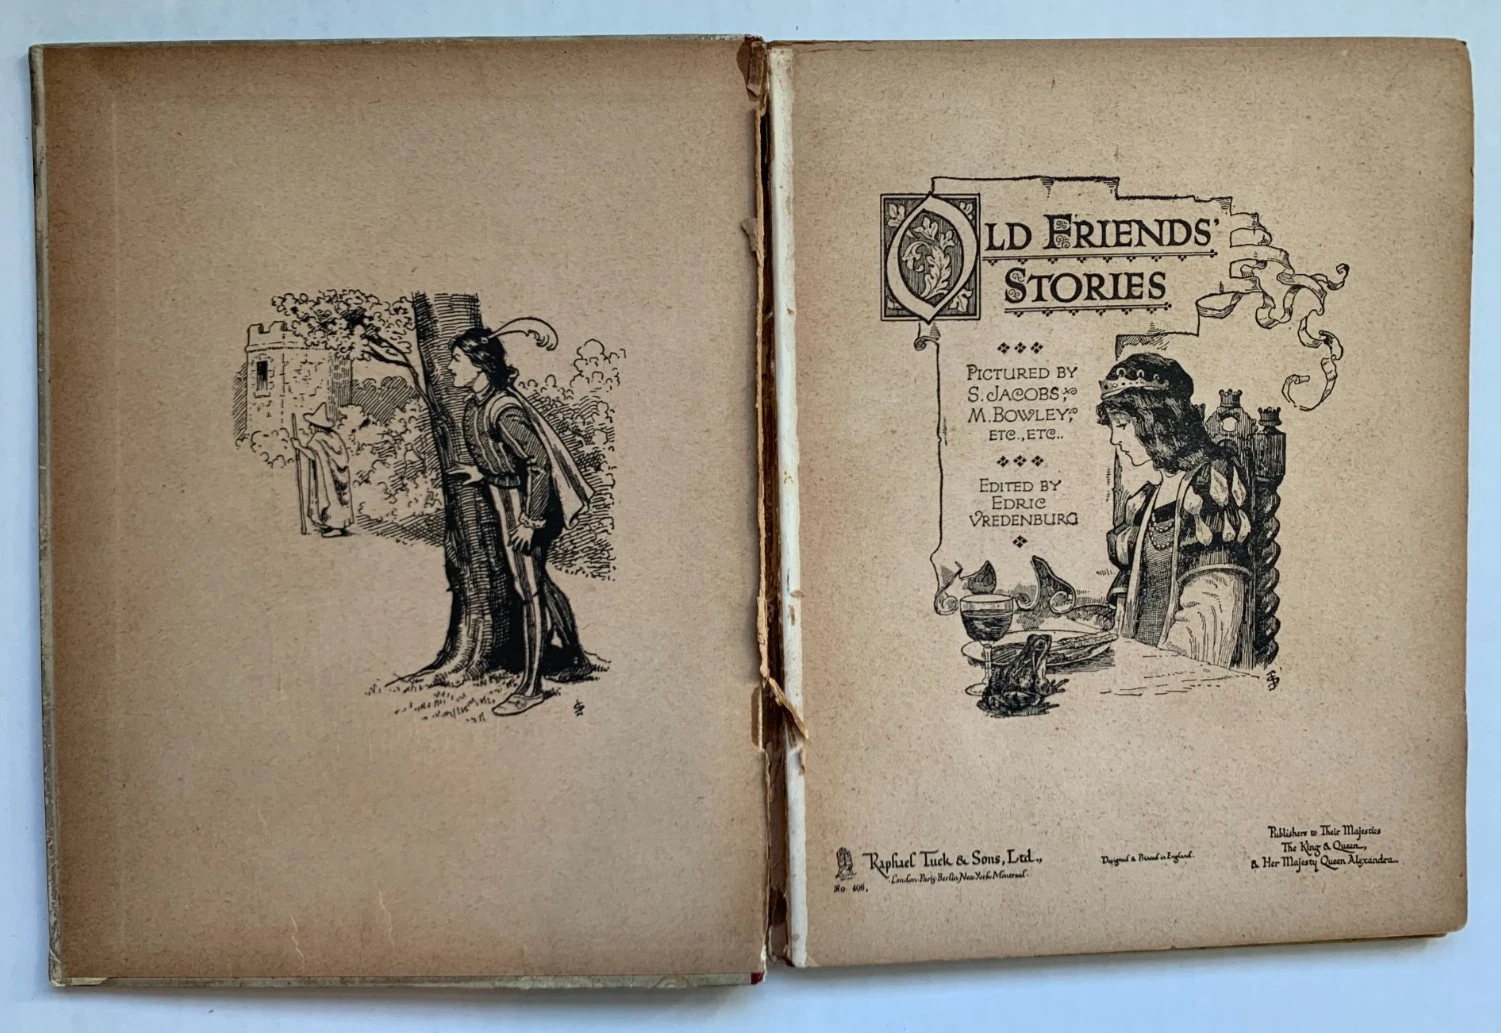 OLD FRIENDS'
STORIES
PICTURED BY
S. JACOBS,
M. BOWLEY,
ETC., ETC..
EDITED BY
EDRIC
VREDENBURG
Raphael Tuck & Sons, Ltd.,
London·Paris·Berlin·New York·Montreal·
No 408,
Designed & Printed in England.
Publishers to Their Majesties
The King & Queen,
& Her Majesty Queen Alexandra